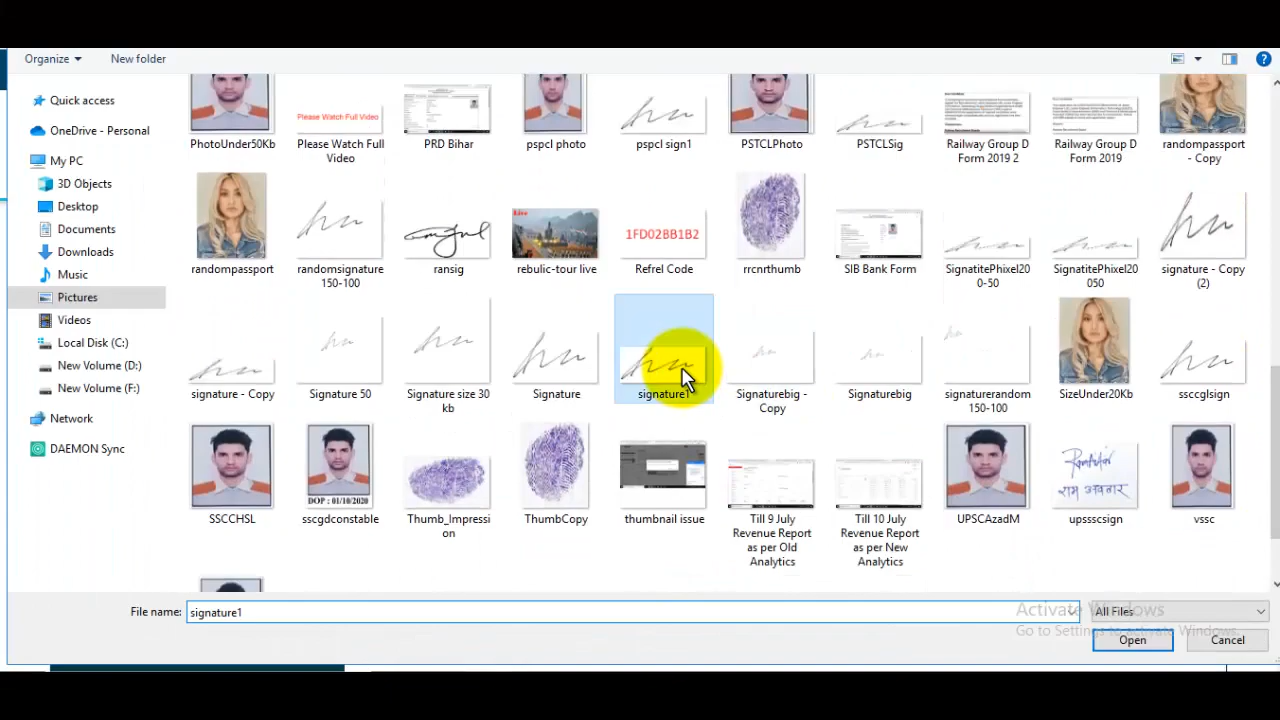 Organize
New folder
Quick access
OneDrive - Personal
My PC
3D Objects
Desktop
Documents
Downloads
Music
Pictures
Videos
Local Disk (C:)
New Volume (D:)
New Volume (F:)
Network
DAEMON Sync
Please Watch Full Video
PhotoUnder50Kb
Please Watch Full
Video
PRD Bihar
pspcl photo
pspcl sign1
PSTCLPhoto
PSTCLSig
Railway Group D
Form 2019 2
Railway Group D
Form 2019
randompassport
- Copy
Live
1FD02BB1B2
randompassport
randomsignature
150-100
ransig
rebulic-tour live
Refrel Code
rrcnrthumb
SIB Bank Form
SignatitePhixel20
0-50
SignatitePhixel20
050
signature - Copy
(2)
signature - Copy
Signature 50
Signature size 30
kb
Signature
signature1
Signaturebig -
Copy
Signaturebig
signaturerandom
150-100
SizeUnder20Kb
ssccglsign
DOP : 01/10/2020
राम अवतार
SSCCHSL
sscgdconstable
Thumb_Impressi
on
ThumbCopy
thumbnail issue
Till 9 July
Revenue Report
as per Old
Analytics
Till 10 July
Revenue Report
as per New
Analytics
UPSCAzadM
upssscsign
vssc
File name:
signature1
All Files
Activate Windows
Go to Settings to activate Windows.
Open
Cancel